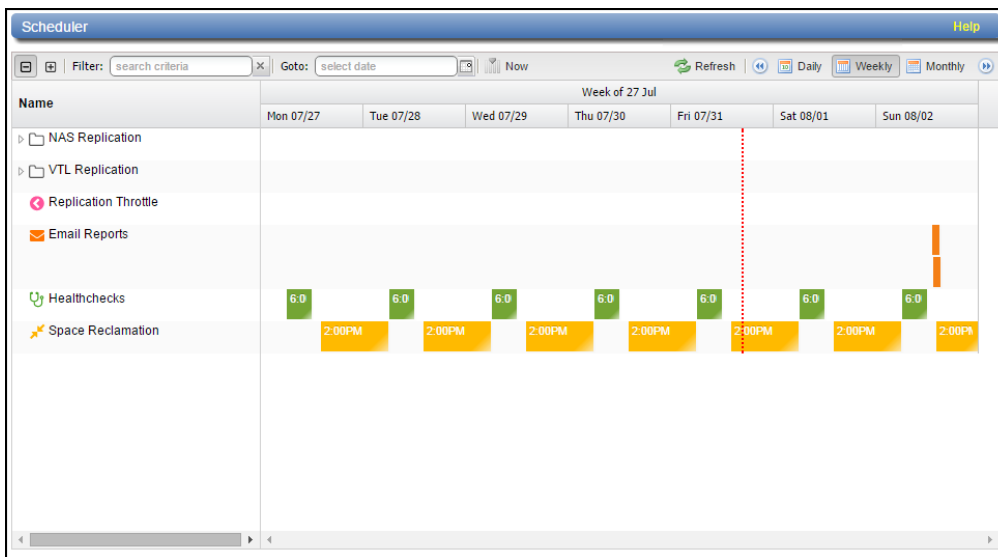 Scheduler Help
Filter: search criteria Goto: select date Now Refresh Daily Weekly Monthly
Name
Week of 27 Jul
Mon 07/27 Tue 07/28 Wed 07/29 Thu 07/30 Fri 07/31 Sat 08/01 Sun 08/02
NAS Replication
VTL Replication
Replication Throttle
Email Reports
Healthchecks 6:0 6:0 6:0 6:0 6:0 6:0 6:0
Space Reclamation 2:00PM 2:00PM 2:00PM 2:00PM 2:00PM 2:00PM 2:00P